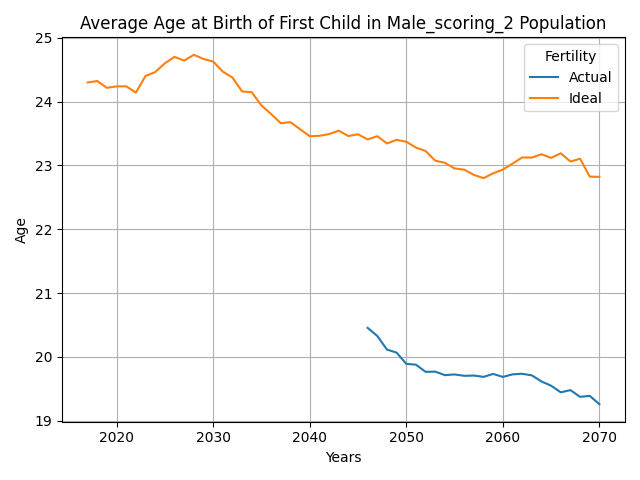 Average Age at Birth of First Child in Male_scoring_2 Population
Fertility
Actual
Ideal
25
24
23
22
21
20
19
Age
2020
2030
2040
2050
2060
2070
Years